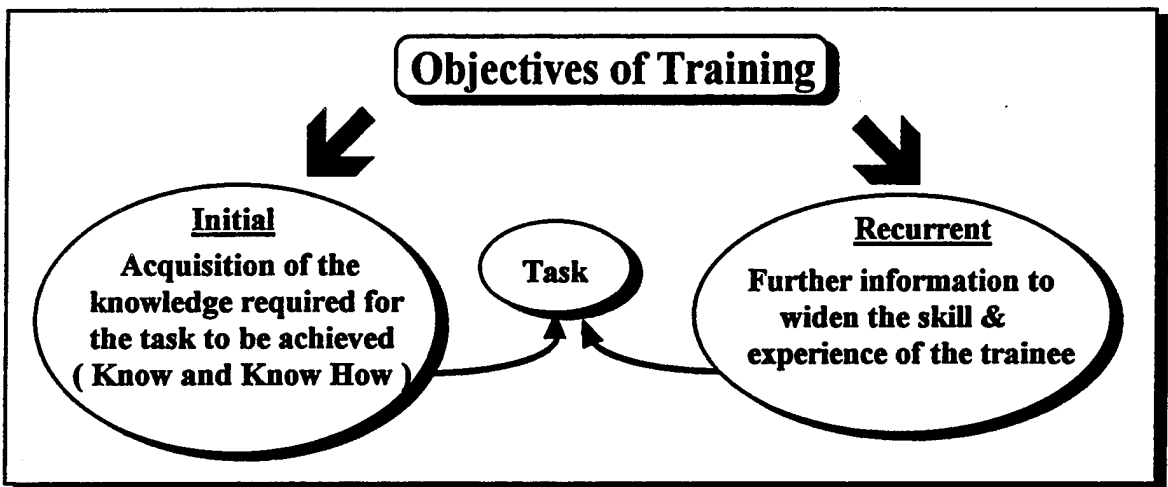 Objectives of Training
Initial
Acquisition of the
knowledge required for
the task to be achieved
( Know and Know How )
Task
Recurrent
Further information to
widen the skill &
experience of the trainee